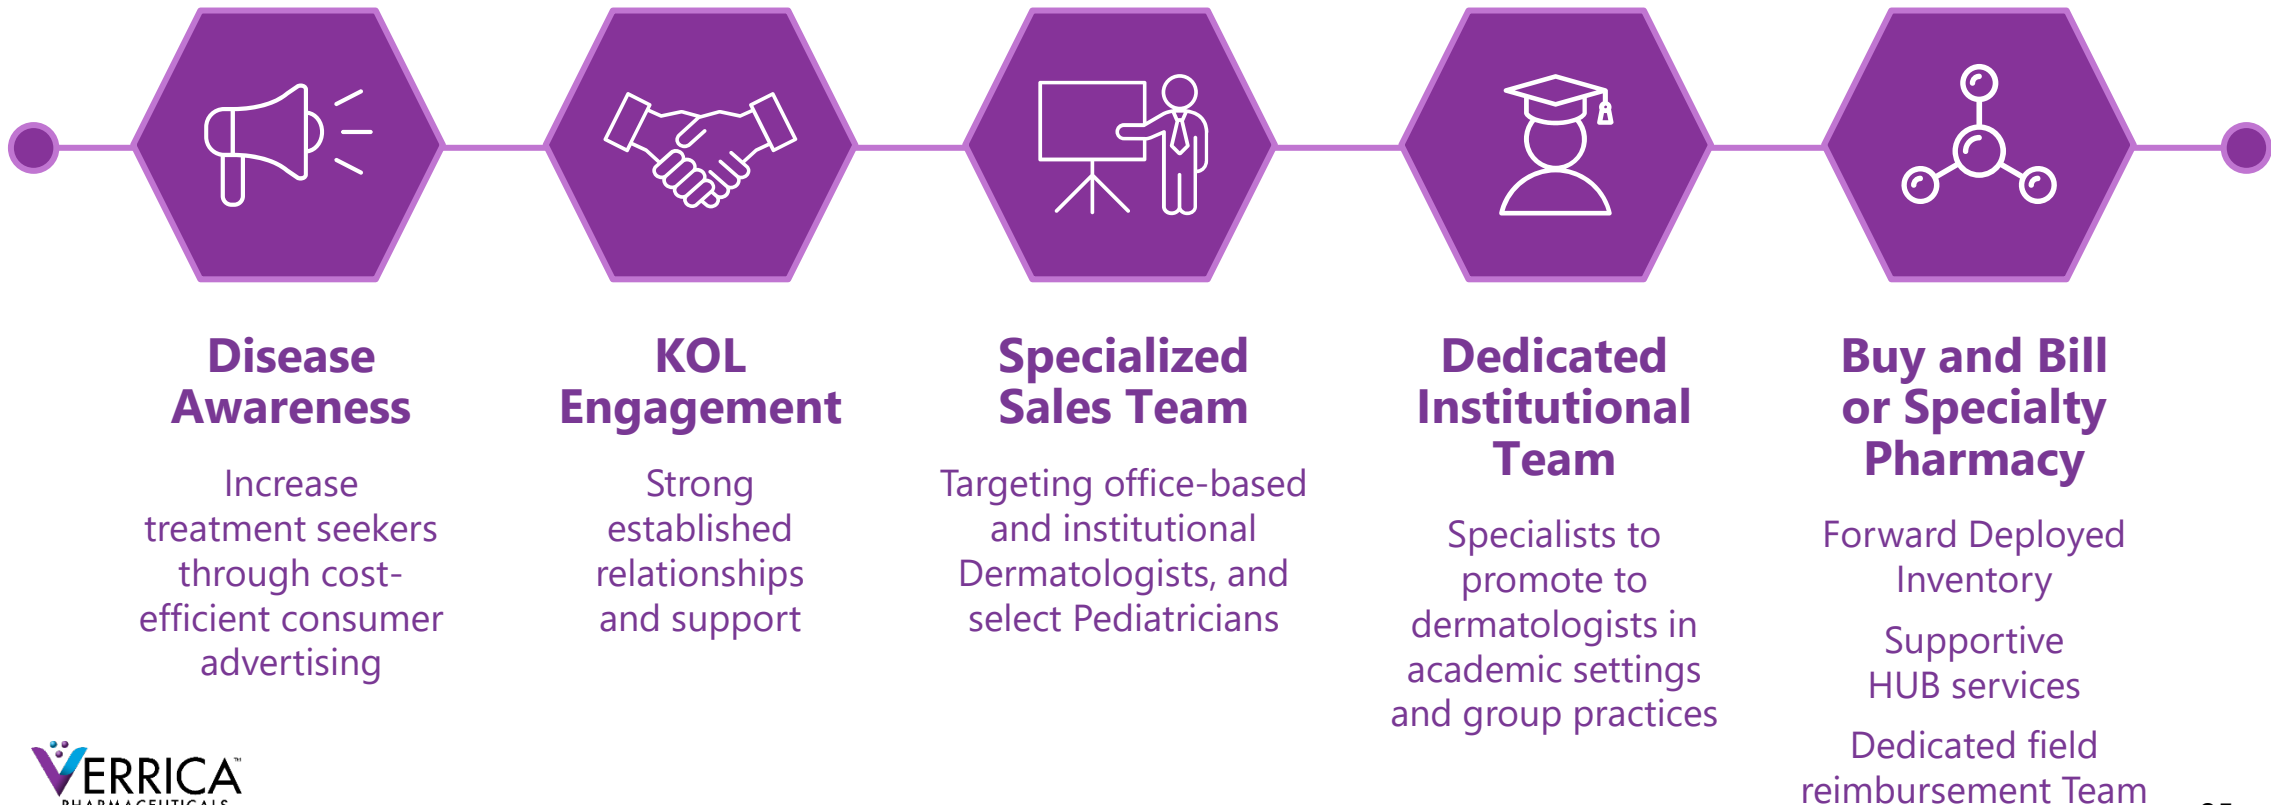 Disease
Awareness
Increase
treatment seekers
through cost-
efficient consumer
advertising
KOL
Engagement
Strong
established
relationships
and support
Specialized
Sales Team
Targeting office-based
and institutional
Dermatologists, and
select Pediatricians
Dedicated
Institutional
Team
Specialists to
promote to
dermatologists in
academic settings
and group practices
Buy and Bill
or Specialty
Pharmacy
Forward Deployed
Inventory
Supportive
HUB services
Dedicated field
reimbursement Team
VERRICA™
PHARMACEUTICALS